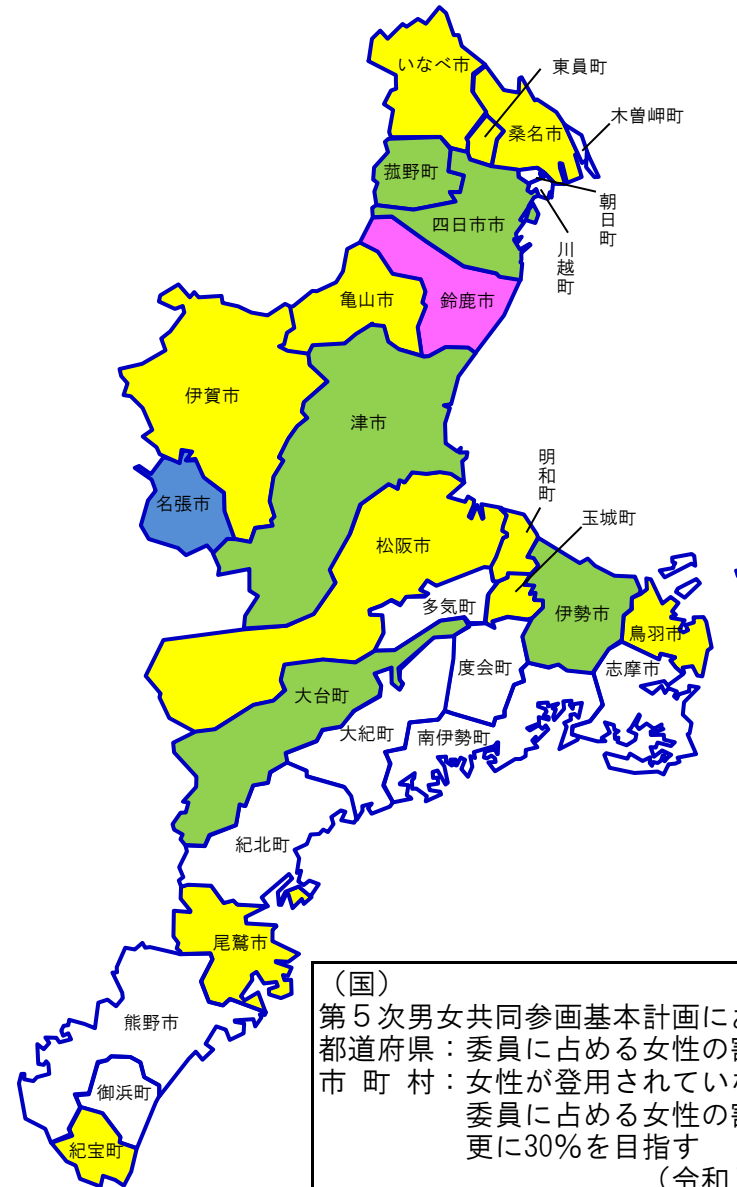 いなべ市
東員町
桑名市
木曽岬町
菰野町
四日市市
朝日町
川越町
亀山市
鈴鹿市
伊賀市
津市
名張市
明和町
玉城町
松阪市
多気町
伊勢市
鳥羽市
度会町
志摩市
大台町
大紀町
南伊勢町
紀北町
尾鷲市
熊野市
御浜町
紀宝町
（国）
第５次男女共同参画基本計画にお
都道府県：委員に占める女性の割
市 町 村：女性が登用されていな
委員に占める女性の割
更に30％を目指す
（令和